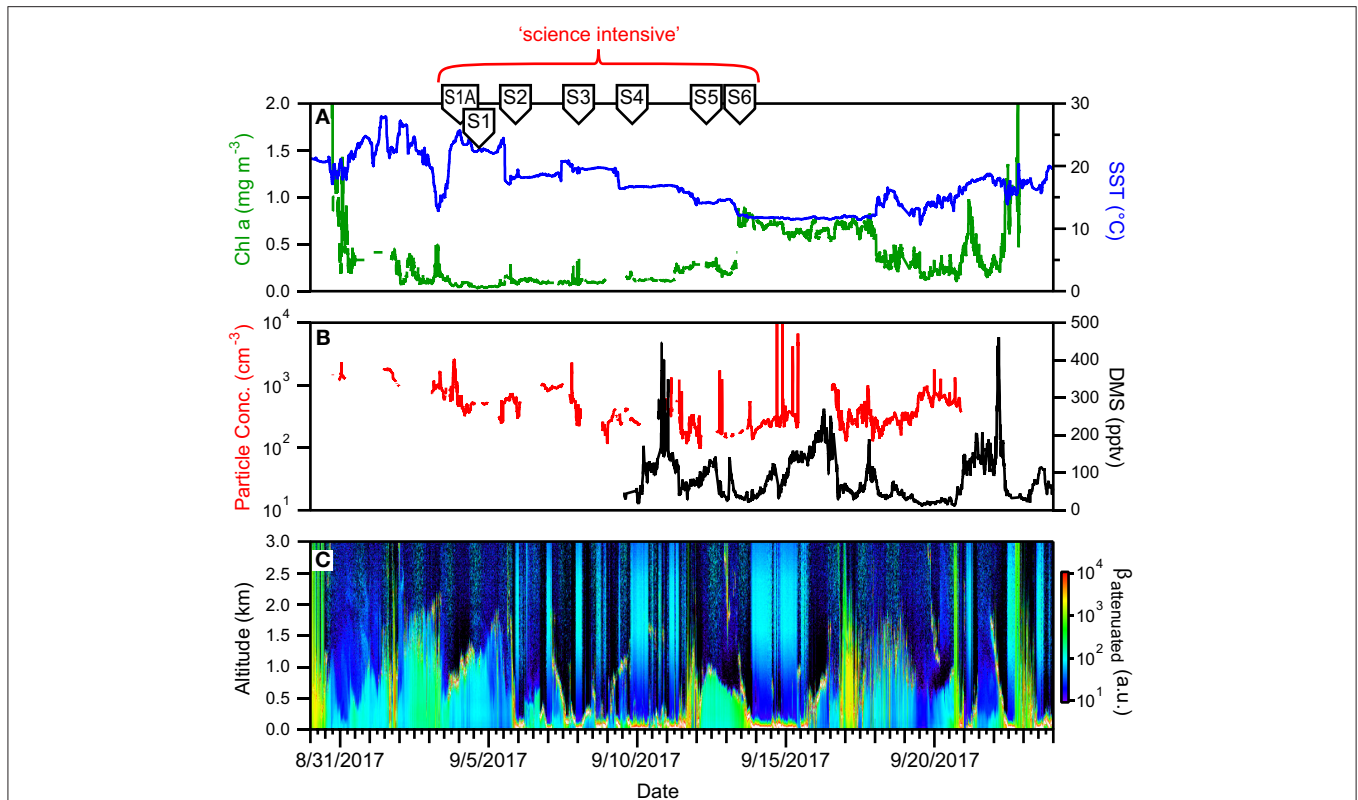 'science intensive'
S1A
S1
S2
S3
S4
S5
S6
A
2.0
1.5
1.0
0.5
0.0
Chl a (mg m⁻³)
30
20
10
0
SST (°C)
B
10⁴
10³
10²
10¹
Particle Conc. (cm⁻³)
500
400
300
200
100
0
DMS (pptv)
C
3.0
2.5
2.0
1.5
1.0
0.5
0.0
Altitude (km)
10⁴
10³
10²
10¹
β attenuated (a.u.)
8/31/2017
9/5/2017
9/10/2017
9/15/2017
9/20/2017
Date